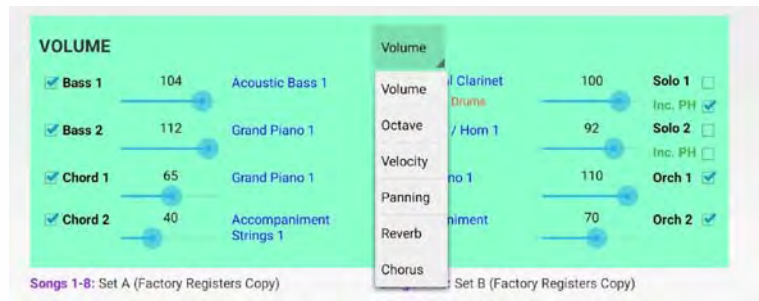 VOLUME
Volume
Bass 1 104 Acoustic Bass 1 Clarinet 100 Solo 1
Drums Inc. PH
Bass 2 112 Grand Piano 1 / Horn 1 92 Solo 2
Inc. PH
Chord 1 65 Grand Piano 1 1 110 Orch 1
Chord 2 40 Accompaniment 70 Orch 2
Strings 1
Volume
Octave
Velocity
Panning
Reverb
Chorus
Songs 1-8: Set A (Factory Registers Copy) Set B (Factory Registers Copy)